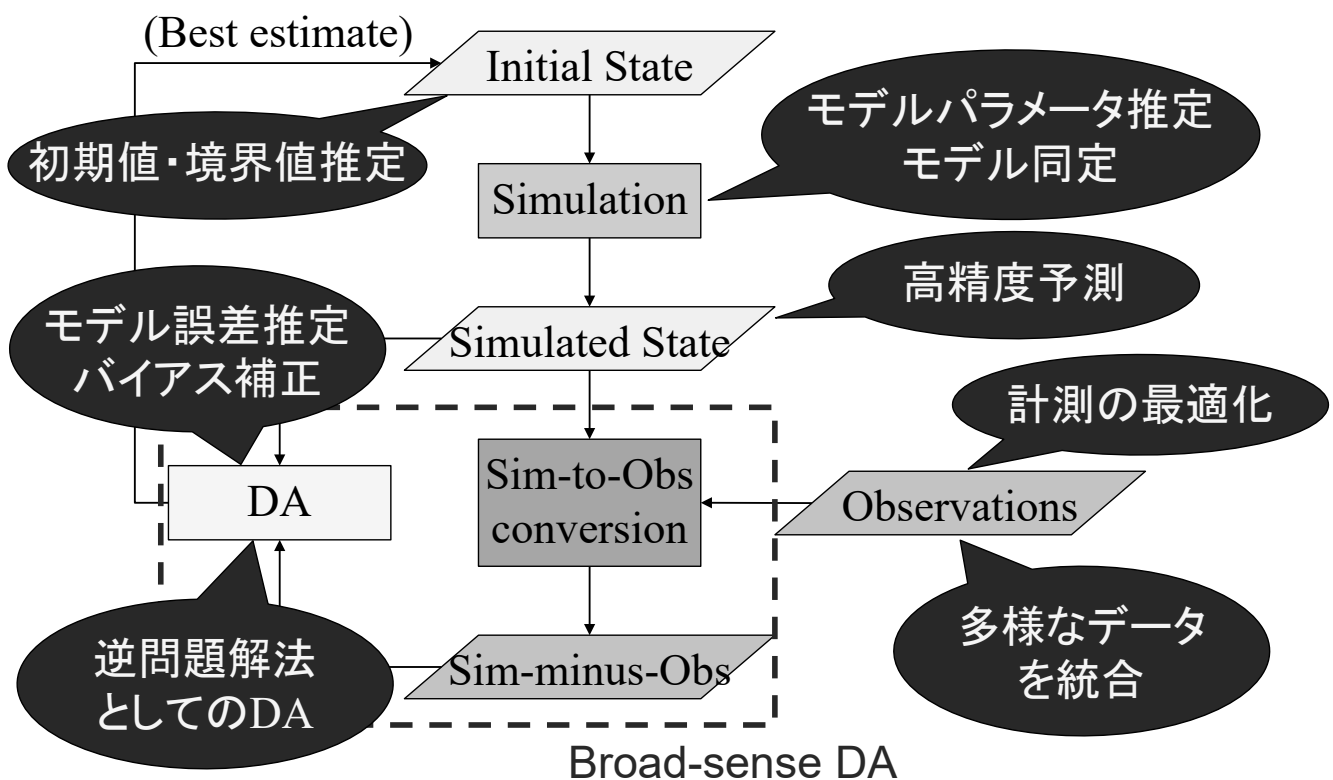 (Best estimate)
Initial State
初期値・境界値推定
モデルパラメータ推定
モデル同定
Simulation
高精度予測
モデル誤差推定
バイアス補正
Simulated State
計測の最適化
DA
Sim-to-Obs
conversion
Observations
逆問題解法
としてのDA
Sim-minus-Obs
多様なデータ
を統合
Broad-sense DA